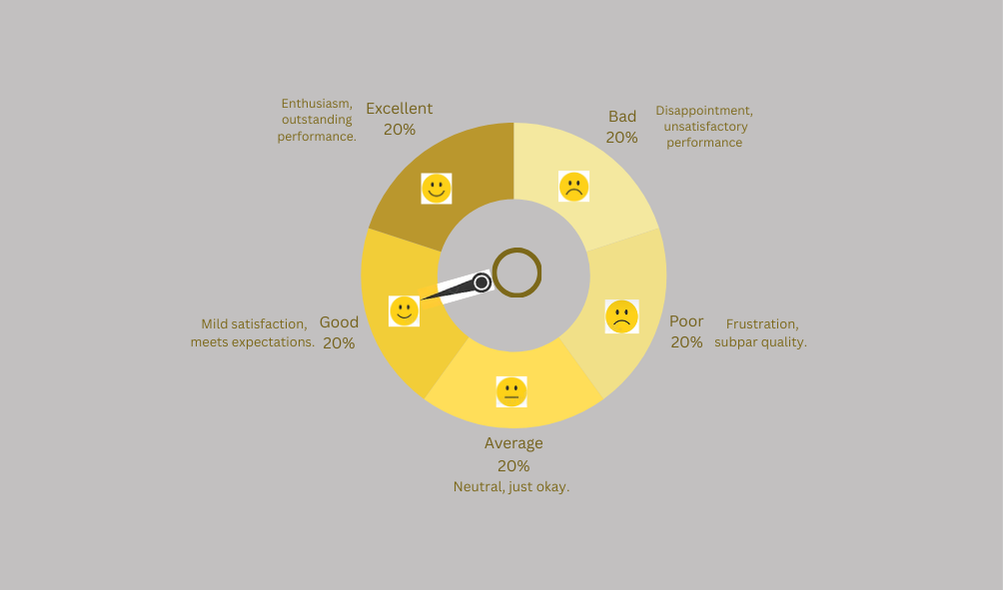 Enthusiasm,
outstanding
performance.
Excellent
20%
Bad
20%
Disappointment,
unsatisfactory
performance
Mild satisfaction,
meets expectations.
Good
20%
Poor
20%
Frustration,
subpar quality.
Average
20%
Neutral, just okay.